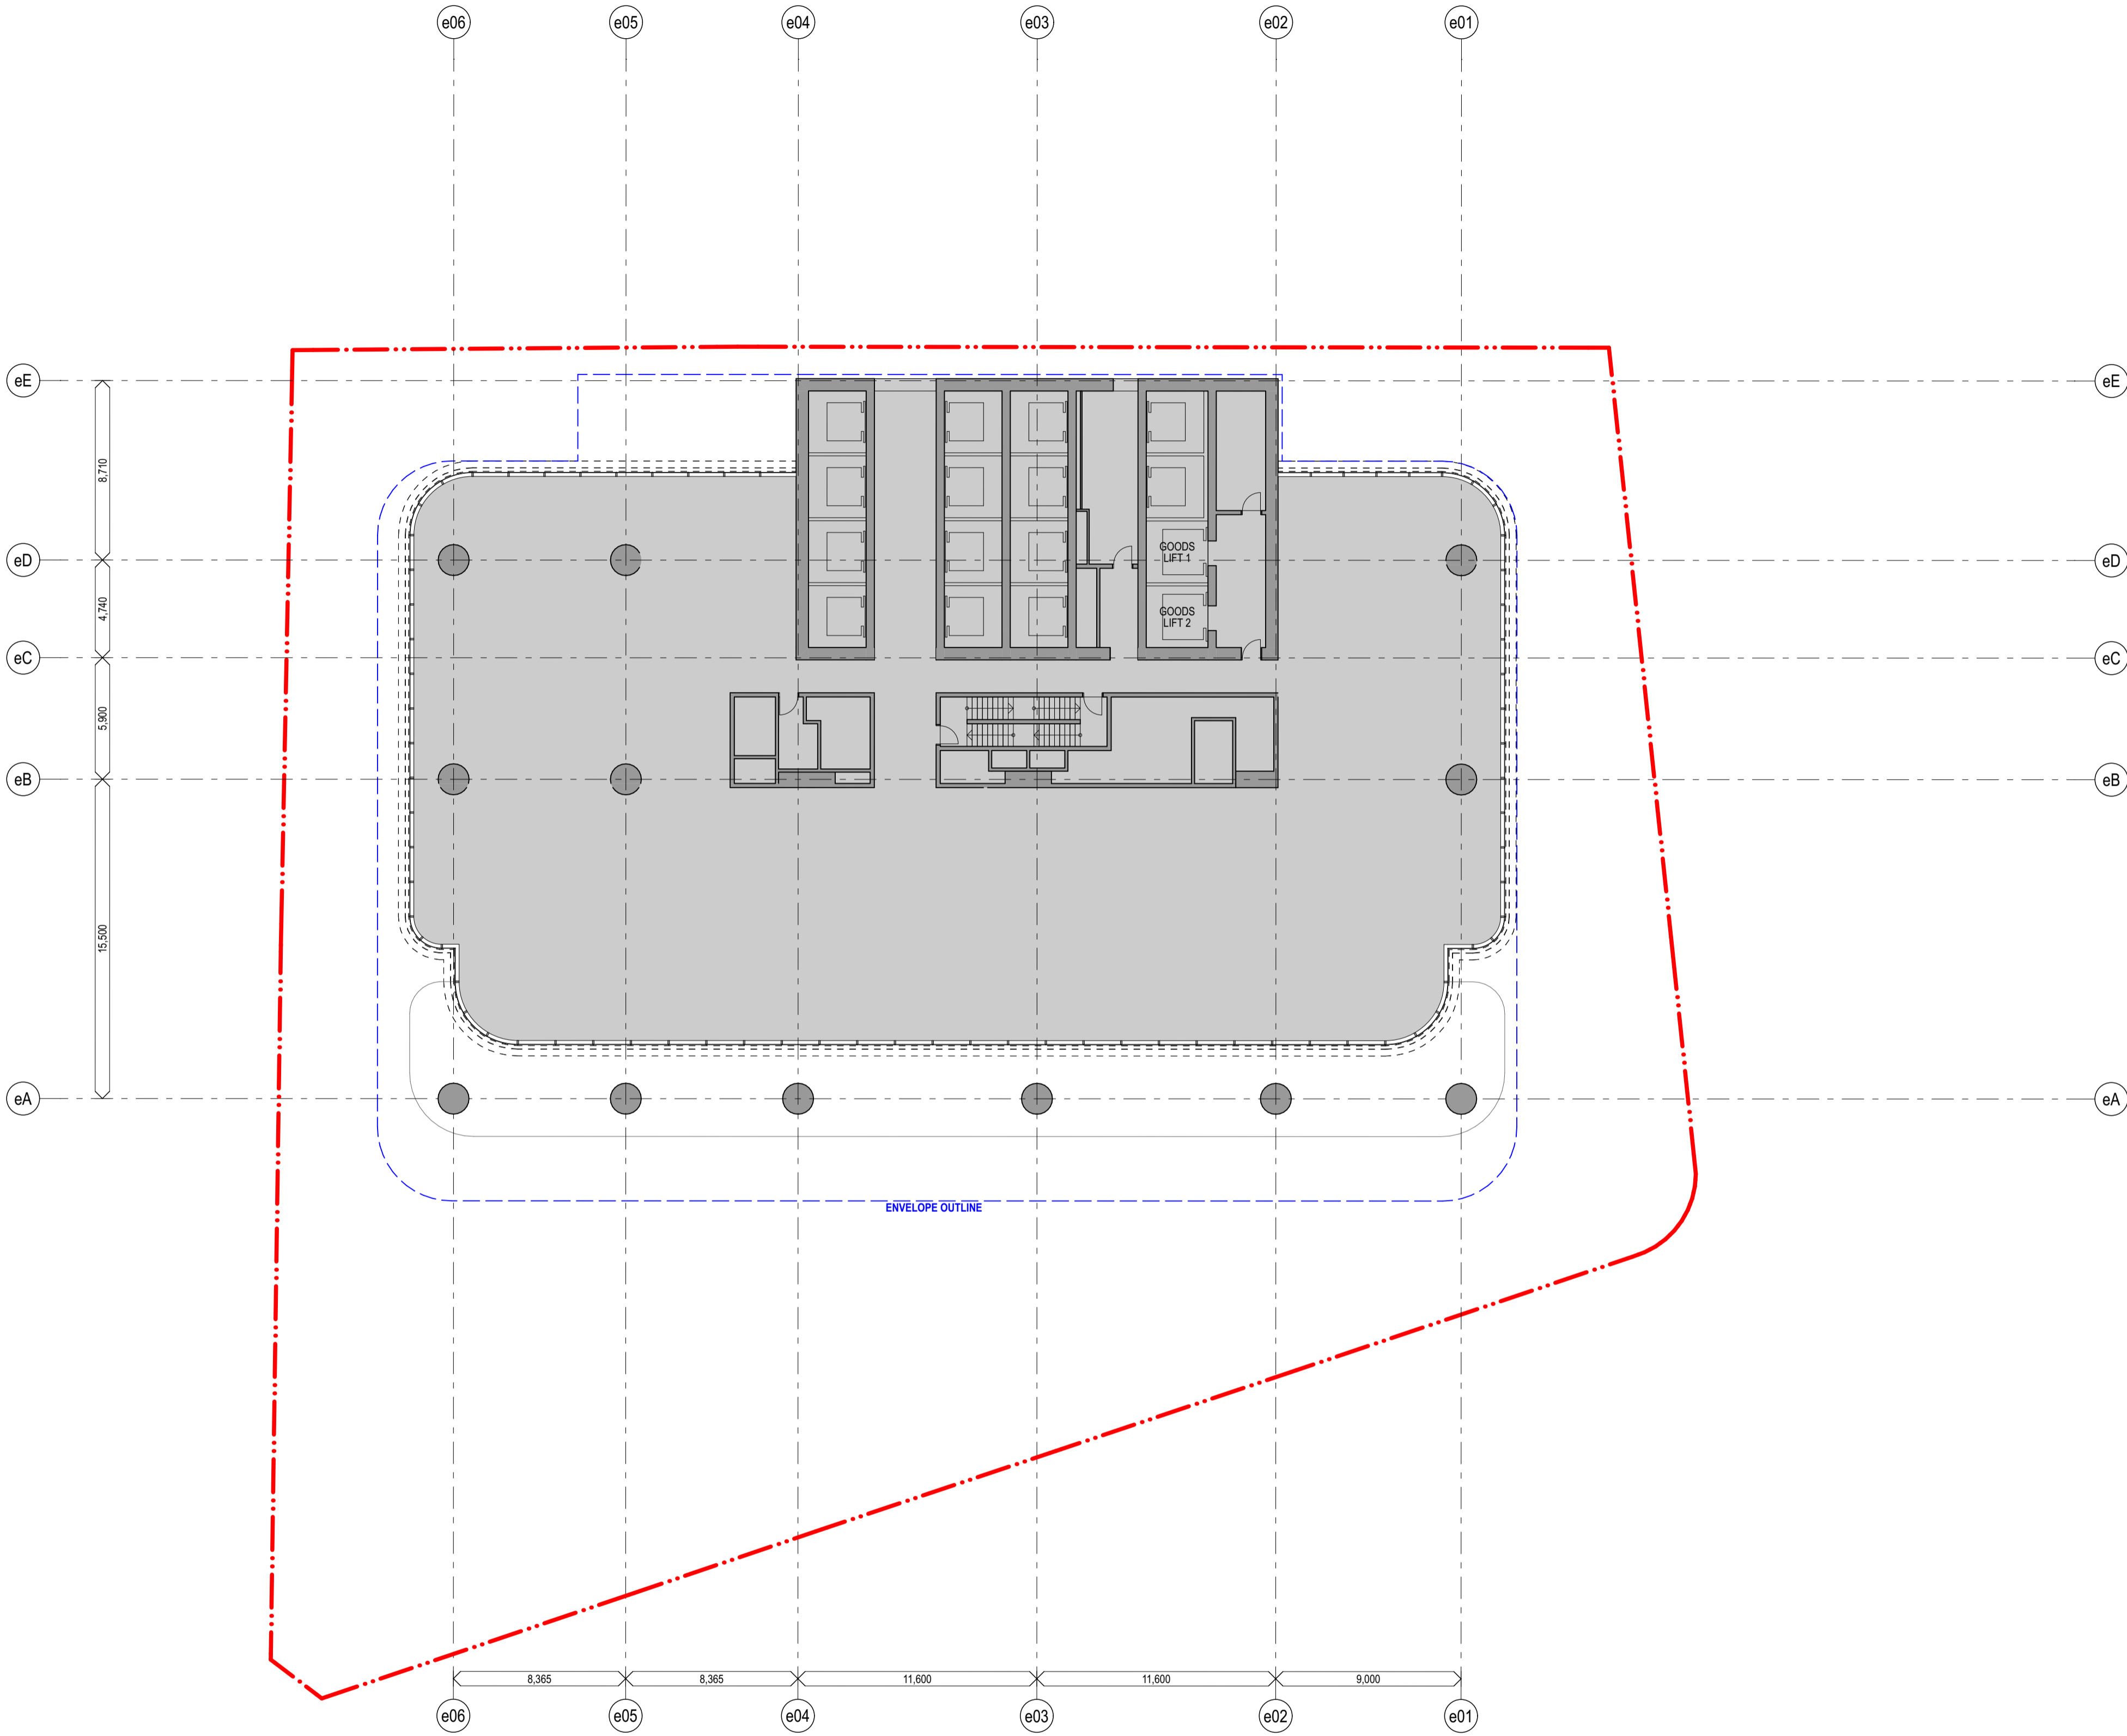 e06 e05 e04 e03 e02 e01
eE eE
8,710
GOODS
LIFT 1
eD eD
4,740
GOODS
LIFT 2
eC eC
5,900
eB eB
15,500
eA eA
ENVELOPE OUTLINE
8,365 8,365 11,600 11,600 9,000
e06 e05 e04 e03 e02 e01